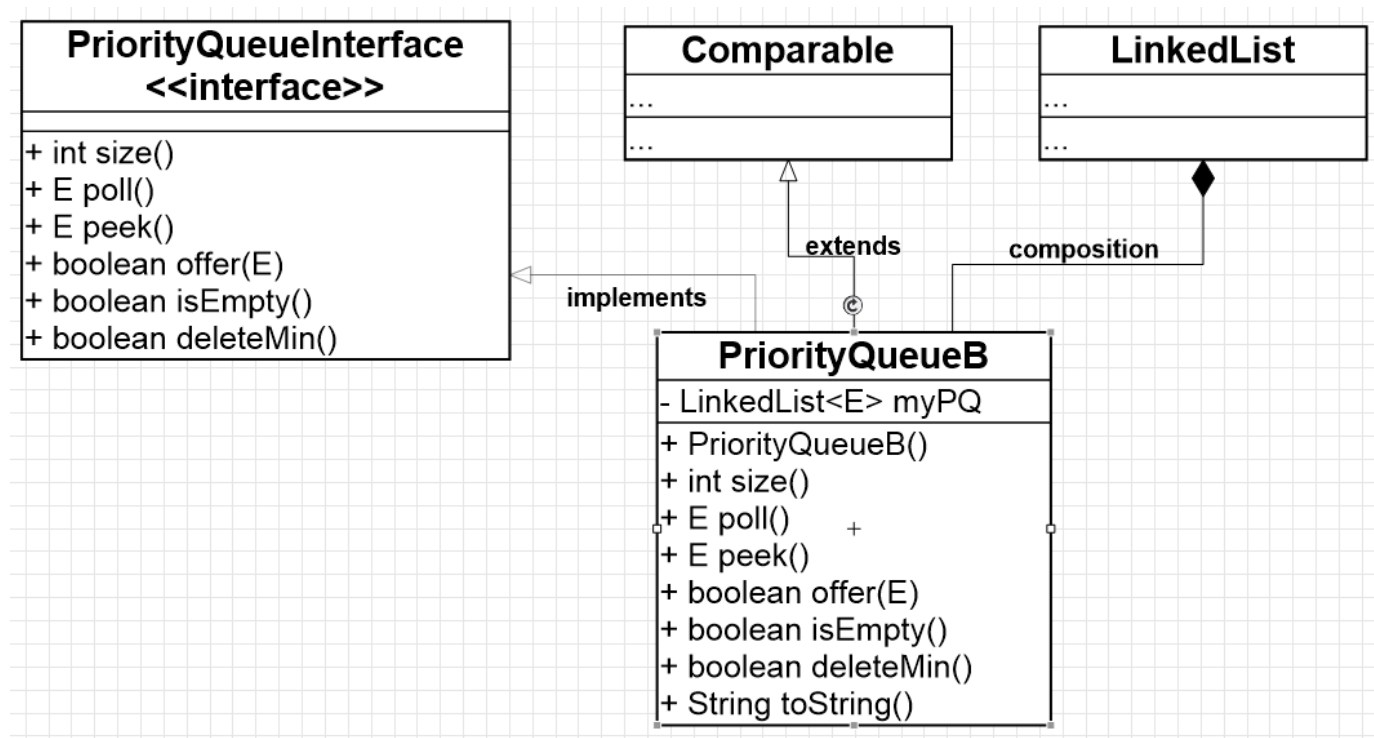 PriorityQueueInterface
<<interface>>
+ int size()
+ E poll()
+ E peek()
+ boolean offer(E)
+ boolean isEmpty()
+ boolean deleteMin()
Comparable
...
...
LinkedList
...
...
extends
composition
implements
PriorityQueueB
- LinkedList<E> myPQ
+ PriorityQueueB()
+ int size()
+ E poll()
+ E peek()
+ boolean offer(E)
+ boolean isEmpty()
+ boolean deleteMin()
+ String toString()